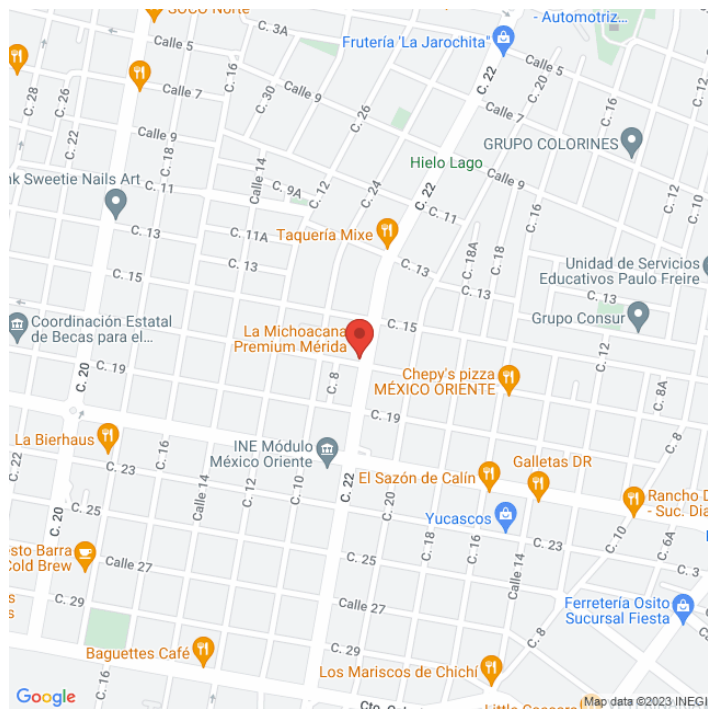 SOCO Norte
C. 3A
Automotriz...
Frutería 'La Jarochita"
Calle 5
C. 22
Calle 5
C. 20
C. 16
C. 28
C. 26
Calle 7
C. 30
Calle 9
C. 26
Calle 7
C. 22
C. 18
Calle 9
Calle 14
GRUPO COLORINES
C. 12
C. 10
Hielo Lago
nk Sweetie Nails Art
C. 11
C. 9A
C. 12
C. 24
C. 22
Calle 9
C. 11
C. 16
C. 13
C. 11A
Taquería Mixe
C. 18A
C. 13
C. 13
C. 13
Unidad de Servicios
Educativos Paulo Freire
C. 15
C. 15
Grupo Consur
Coordinación Estatal
de Becas para el...
La Michoacana
Premium Mérida
C. 12
C. 19
C. 20
C. 8
Chepy's pizza
MÉXICO ORIENTE
C. 8A
C. 19
La Bierhaus
C. 16
INE Módulo
México Oriente
C. 8
C. 22
C. 23
Calle 14
C. 10
C. 22
C. 20
El Sazón de Calín
Galletas DR
Rancho D
- Suc. Dia
C. 25
C. 20
Yucascos
C. 18
C. 16
C. 23
C. 10
C. 6A
C. 3
esto Barra
Cold Brew
Calle 27
C. 25
Calle 14
C. 29
Calle 27
Ferretería Osito
Sucursal Fiesta
C. 8
C. 29
Baguettes Café
C. 16
Los Mariscos de Chichí
Google
Map data ©2023 INEGI